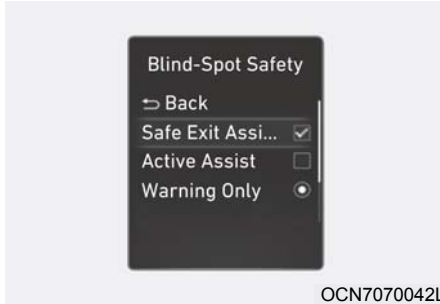 Blind-Spot Safety
Back
Safe Exit Assi...
Active Assist
Warning Only
OCN7070042L